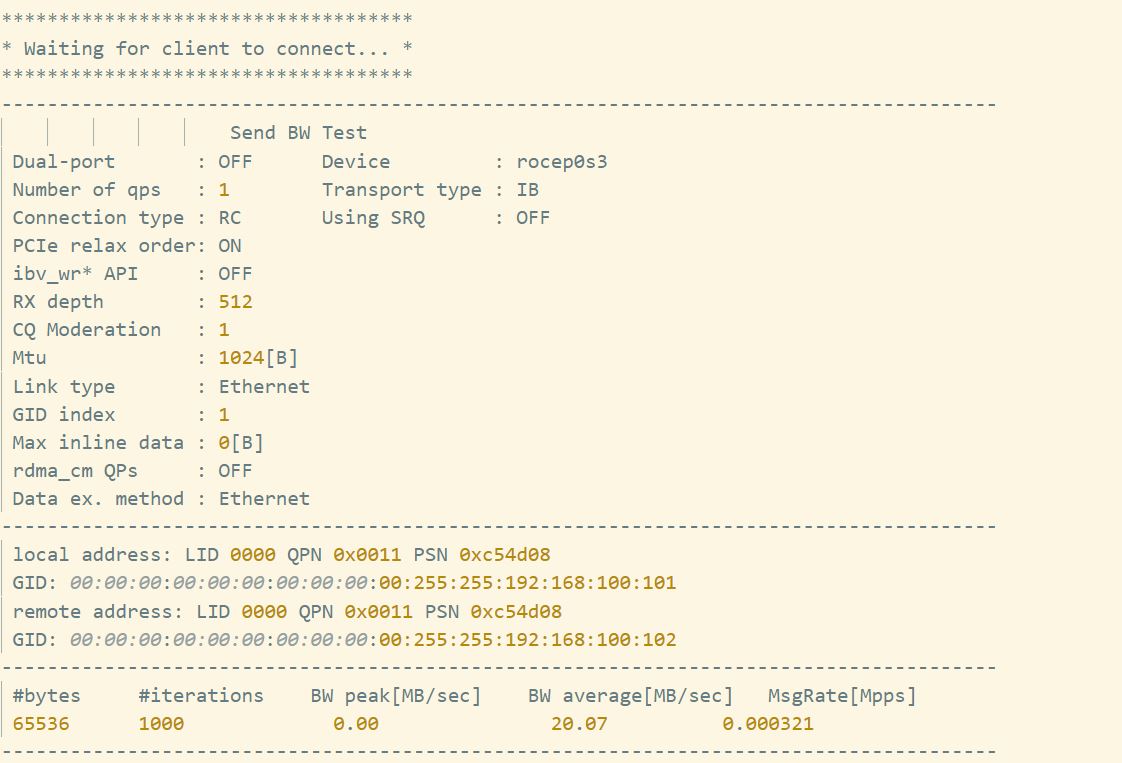 ************************************
* Waiting for client to connect... *
************************************
---------------------------------------------------------------------------------------
                    Send BW Test
 Dual-port       : OFF      Device         : rocep0s3
 Number of qps   : 1        Transport type : IB
 Connection type : RC       Using SRQ      : OFF
 PCIe relax order: ON
 ibv_wr* API     : OFF
 RX depth        : 512
 CQ Moderation   : 1
 Mtu             : 1024[B]
 Link type       : Ethernet
 GID index       : 1
 Max inline data : 0[B]
 rdma_cm QPs     : OFF
 Data ex. method : Ethernet
---------------------------------------------------------------------------------------
 local address: LID 0000 QPN 0x0011 PSN 0xc54d08
 GID: 00:00:00:00:00:00:00:00:00:00:255:255:192:168:100:101
 remote address: LID 0000 QPN 0x0011 PSN 0xc54d08
 GID: 00:00:00:00:00:00:00:00:00:00:255:255:192:168:100:102
---------------------------------------------------------------------------------------
 #bytes     #iterations    BW peak[MB/sec]    BW average[MB/sec]   MsgRate[Mpps]
 65536      1000             0.00               20.07          0.000321
---------------------------------------------------------------------------------------